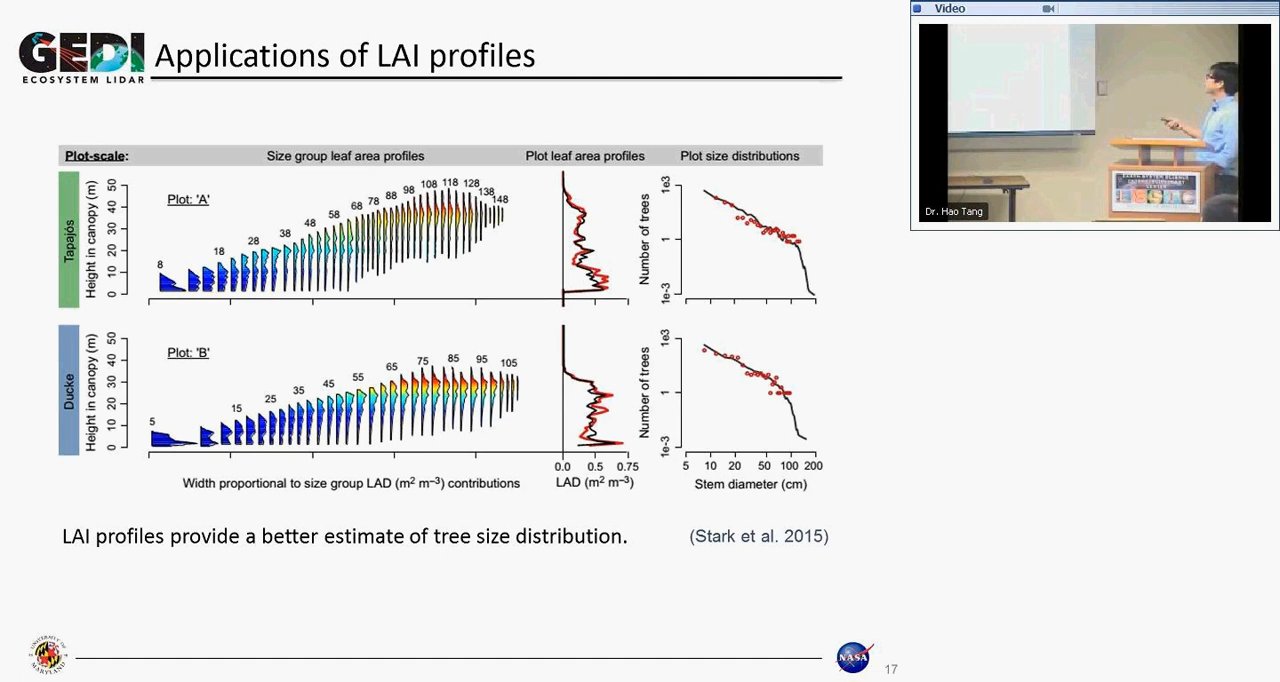 GEDI
ECOSYSTEM LIDAR
Applications of LAI profiles
Video
Dr. Hao Tang
Plot-scale:
Size group leaf area profiles
Plot leaf area profiles
Plot size distributions
Tapajós
Height in canopy (m)
50
40
30
20
10
0
Plot: 'A'
8
18
28
38
48
58
68
78
88
98
108
118
128
138
148
Number of trees
1e3
1
1e-3
Ducke
Height in canopy (m)
50
40
30
20
10
0
Plot: 'B'
5
15
25
35
45
55
65
75
85
95
105
Number of trees
1e3
1
1e-3
0.0 0.5 0.75
5 10 20 50 100 200
Width proportional to size group LAD (m² m⁻³) contributions
LAD (m² m⁻³)
Stem diameter (cm)
LAI profiles provide a better estimate of tree size distribution.
(Stark et al. 2015)
UNIVERSITY OF
MARYLAND
NASA
17